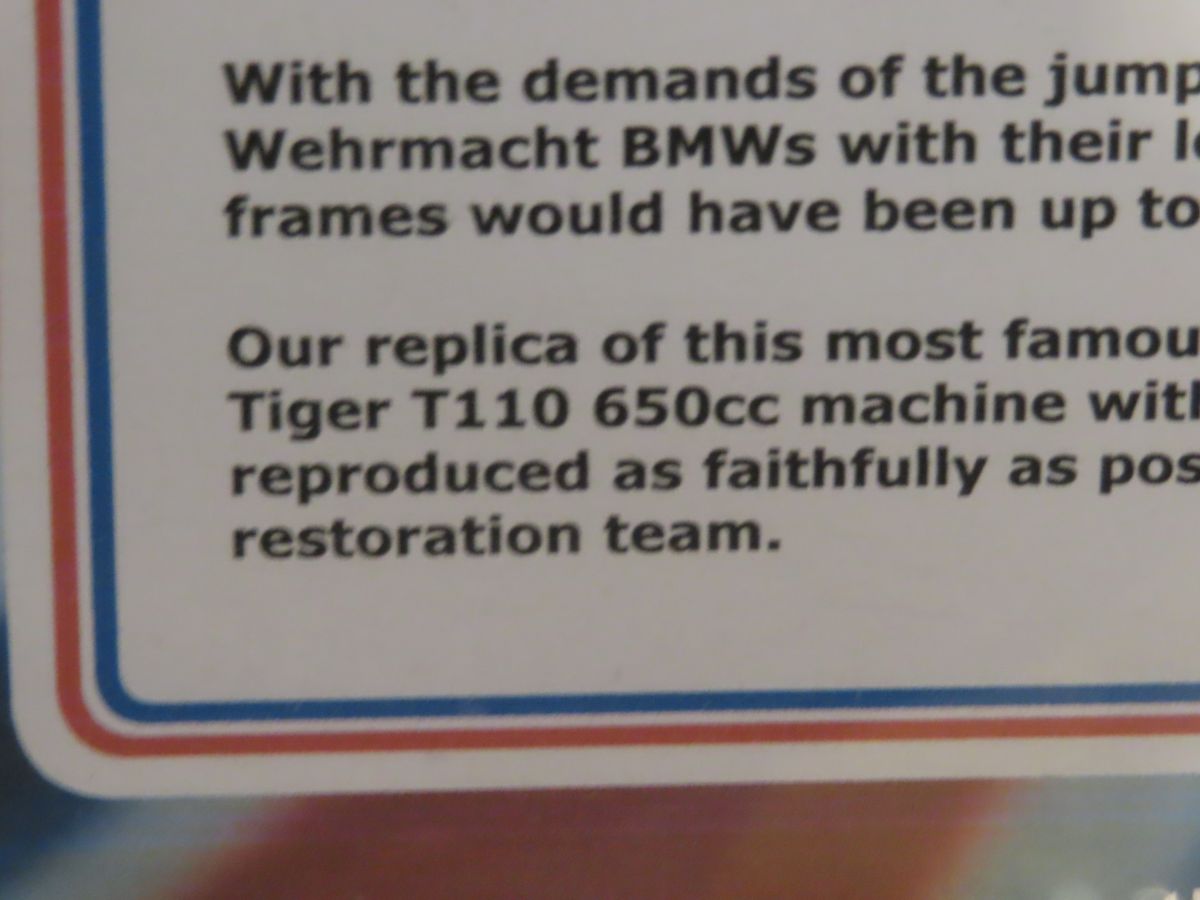 With the demands of the jump
Wehrmacht BMWs with their
frames would have been up to
Our replica of this most famou
Tiger T110 650cc machine with
reproduced as faithfully as pos
restoration team.